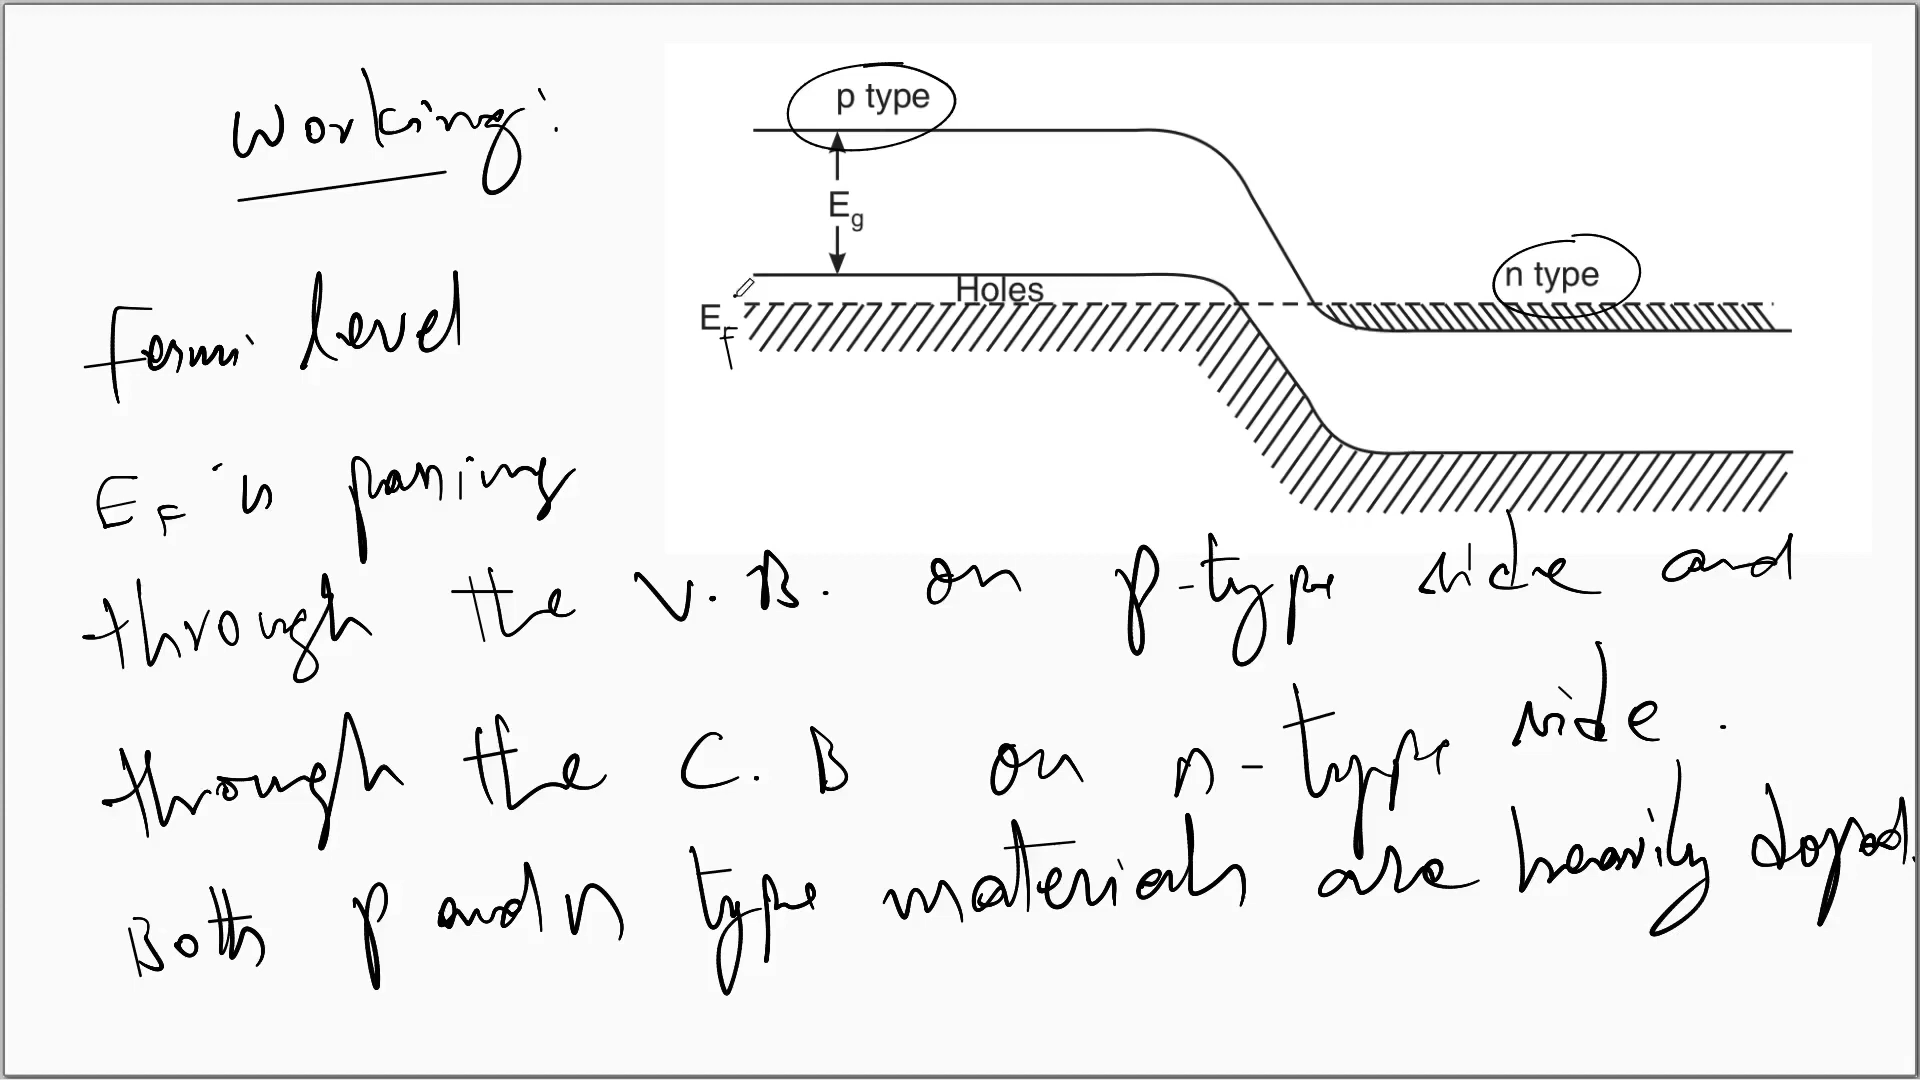 Working:
p type
Eg
Holes
n type
EF
Fermi level
EF is passing
through the V.B. on p-type side and
through the C.B on n-type side.
Both p and n type materials are heavily doped.